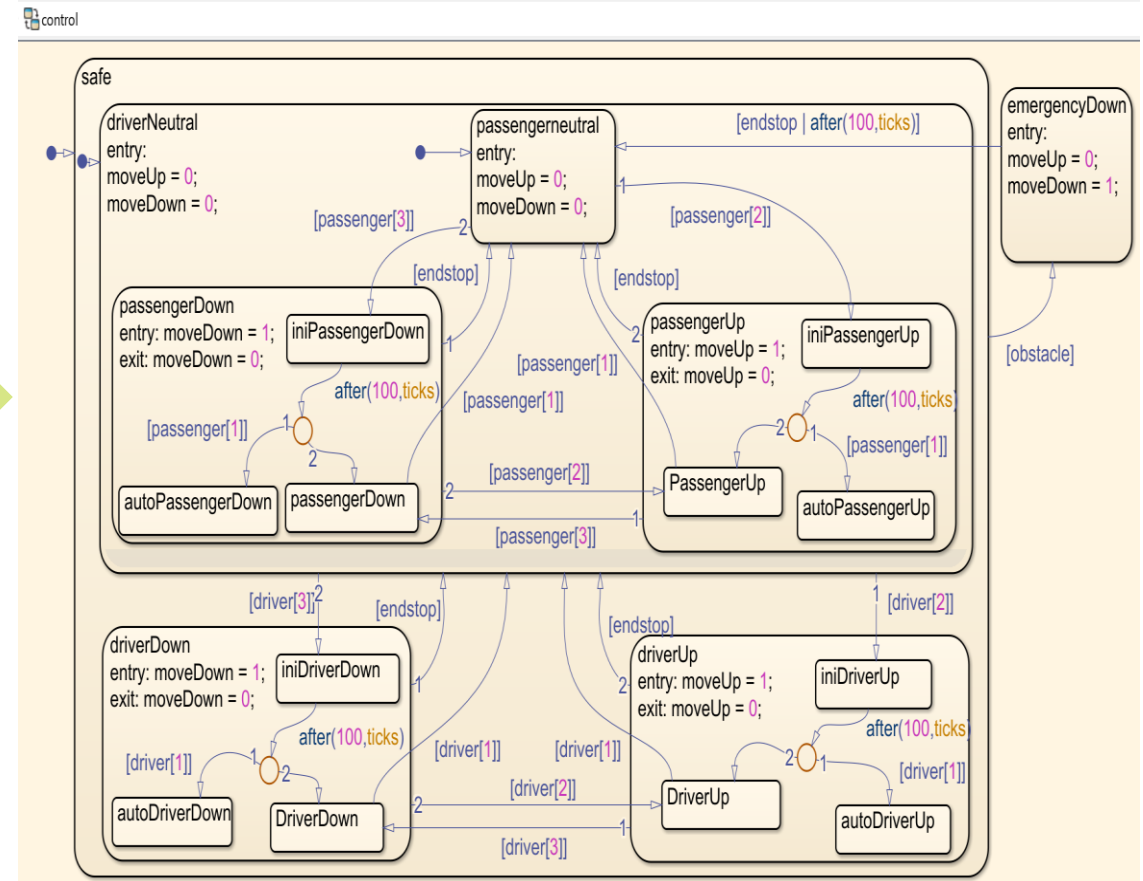 control
safe
driverNeutral
entry:
moveUp = 0;
moveDown = 0;
passengerneutral
entry:
moveUp = 0;
moveDown = 0;
[endstop | after(100,ticks)]
emergencyDown
entry:
moveUp = 0;
moveDown = 1;
[passenger[3]]
2
1
[passenger[2]]
[endstop]
[endstop]
passengerDown
entry: moveDown = 1;
exit: moveDown = 0;
iniPassengerDown
1
after(100,ticks)
[passenger[1]]
1
2
autoPassengerDown
passengerDown
[passenger[1]]
[passenger[1]]
2
passengerUp
entry: moveUp = 1;
exit: moveUp = 0;
iniPassengerUp
after(100,ticks)
2
1
[passenger[1]]
PassengerUp
autoPassengerUp
[obstacle]
2
[passenger[2]]
1
[passenger[3]]
[driver[3]]
2
[endstop]
[endstop]
1
[driver[2]]
driverDown
entry: moveDown = 1;
exit: moveDown = 0;
iniDriverDown
1
after(100,ticks)
[driver[1]]
1
2
autoDriverDown
DriverDown
[driver[1]]
[driver[1]]
2
driverUp
entry: moveUp = 1;
exit: moveUp = 0;
iniDriverUp
after(100,ticks)
2
1
[driver[1]]
DriverUp
autoDriverUp
2
[driver[2]]
1
[driver[3]]